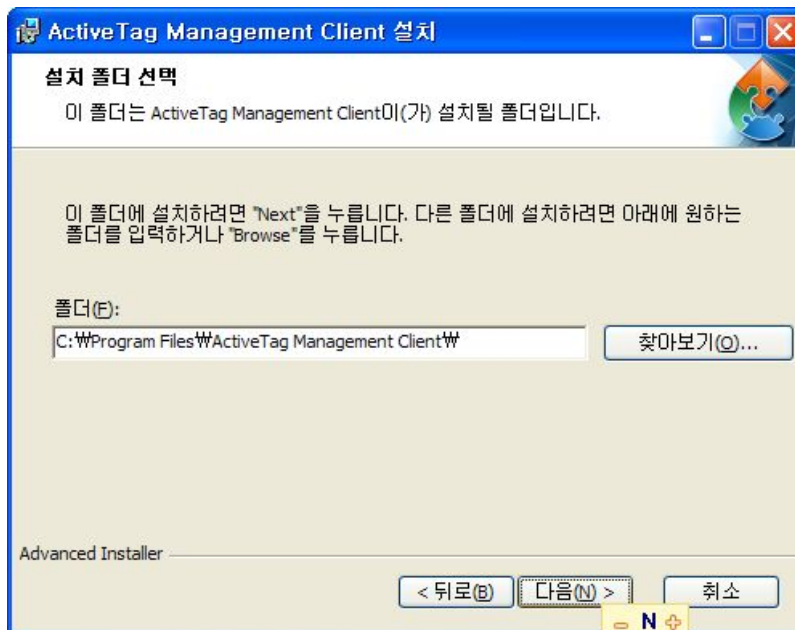 ActiveTag Management Client 설치
설치 폴더 선택
이 폴더는 ActiveTag Management Client이(가) 설치될 폴더입니다.
이 폴더에 설치하려면 "Next"을 누릅니다. 다른 폴더에 설치하려면 아래에 원하는
폴더를 입력하거나 "Browse"를 누릅니다.
폴더(F):
C:₩Program Files₩ActiveTag Management Client₩
찾아보기(O)...
Advanced Installer
< 뒤로(B) 다음(N) > 취소
N